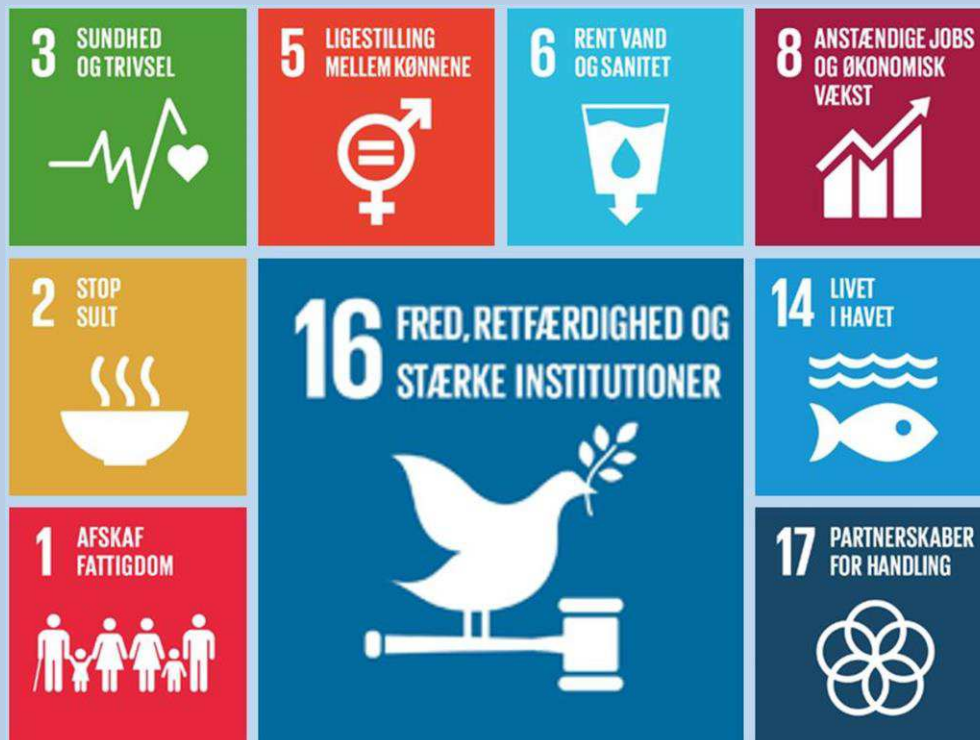 3 SUNDHED
OG TRIVSEL
5 LIGESTILLING
MELLEM KØNNENE
6 RENT VAND
OG SANITET
8 ANSTÆNDIGE JOBS
OG ØKONOMISK
VÆKST
2 STOP
SULT
16 FRED, RETFÆRDIGHED OG
STÆRKE INSTITUTIONER
14 LIVET
I HAVET
1 AFSKAF
FATTIGDOM
17 PARTNERSKABER
FOR HANDLING